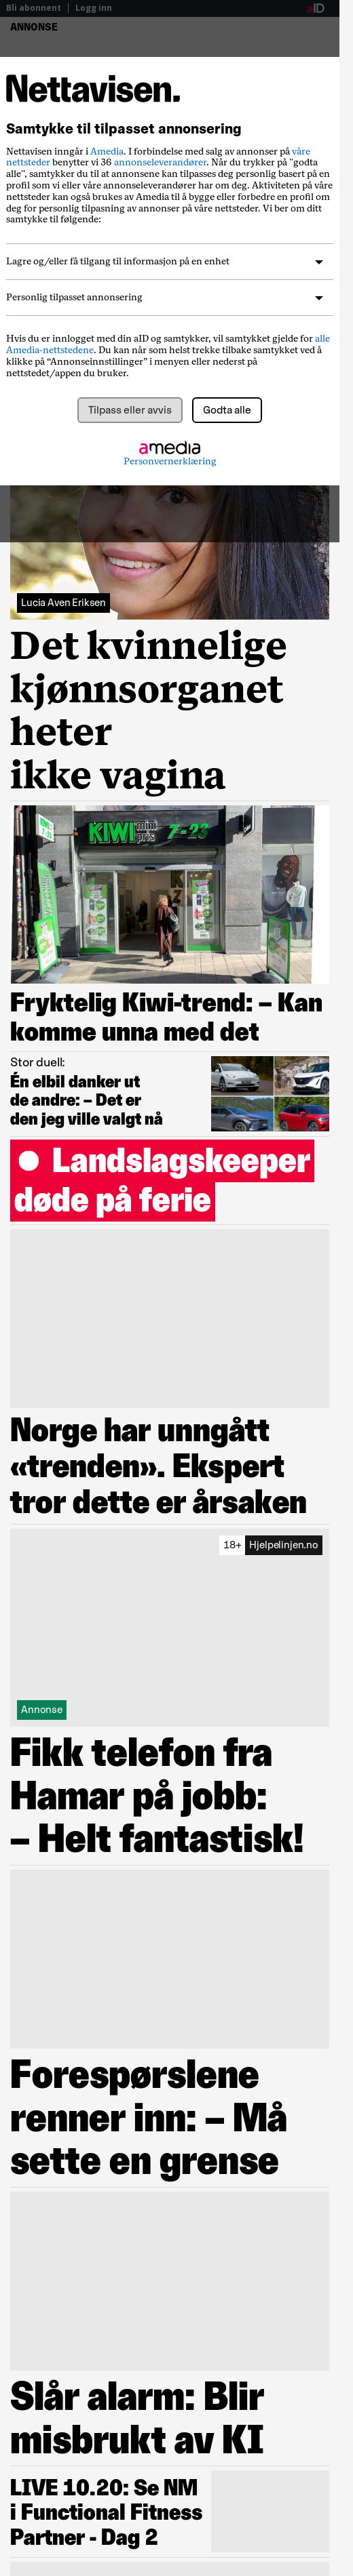 Bli abonnent | Logg inn
aID
ANNONSE
Nettavisen.
Samtykke til tilpasset annonsering
Nettavisen inngår i Amedia. I forbindelse med salg av annonser på våre
nettsteder benytter vi 36 annonseleverandører. Når du trykker på "godta
alle", samtykker du til at annonsene kan tilpasses deg personlig basert på en
profil som vi eller våre annonseleverandører har om deg. Aktiviteten på våre
nettsteder kan også brukes av Amedia til å bygge eller forbedre en profil om
deg for personlig tilpasning av annonser på våre nettsteder. Vi ber om ditt
samtykke til følgende:
Lagre og/eller få tilgang til informasjon på en enhet
Personlig tilpasset annonsering
Hvis du er innlogget med din aID og samtykker, vil samtykket gjelde for alle
Amedia-nettstedene. Du kan når som helst trekke tilbake samtykket ved å
klikke på “Annonseinnstillinger” i menyen eller nederst på
nettstedet/appen du bruker.
Tilpass eller avvis
Godta alle
amedia
Personvernerklæring
Lucia Aven Eriksen
Det kvinnelige
kjønnsorganet
heter
ikke vagina
KIWI mini pris 7-23
Fryktelig Kiwi-trend: – Kan
komme unna med det
Stor duell:
Én elbil danker ut
de andre: – Det er
den jeg ville valgt nå
Landslagskeeper
døde på ferie
Norge har unngått
«trenden». Ekspert
tror dette er årsaken
18+ Hjelpelinjen.no
Annonse
Fikk telefon fra
Hamar på jobb:
– Helt fantastisk!
Forespørslene
renner inn: – Må
sette en grense
Slår alarm: Blir
misbrukt av KI
LIVE 10.20: Se NM
i Functional Fitness
Partner - Dag 2